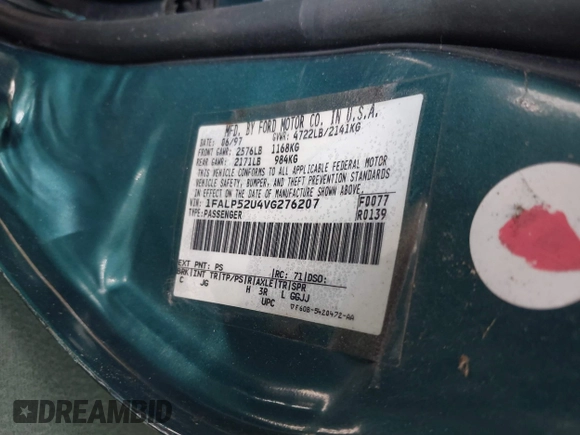 MFD. BY FORD MOTOR CO. IN U.S.A.
DATE: 06/97 GVWR: 4722LB/2141KG
FRONT GAWR: 2576LB 1168KG
REAR GAWR: 2171LB 984KG
THIS VEHICLE CONFORMS TO ALL APPLICABLE FEDERAL MOTOR
VEHICLE SAFETY, BUMPER, AND THEFT PREVENTION STANDARDS
IN EFFECT ON THE DATE OF MANUFACTURE SHOWN ABOVE.
VIN: 1FALP52U4VG276207 F0077
TYPE: PASSENGER R0139
EXT PNT: PS RC: 71 DSO:
BRK INT TR TP/PS R AXLE TR SPR
C JG H 3R L GGJJ
UPC VF6OB-5420472-AA
DREAMBID